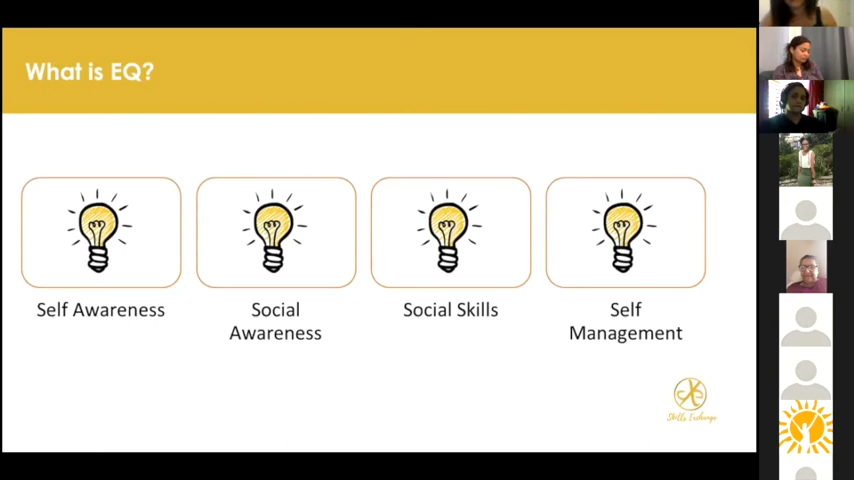 What is EQ?
Self Awareness
Social
Awareness
Social Skills
Self
Management
Skills Exchange